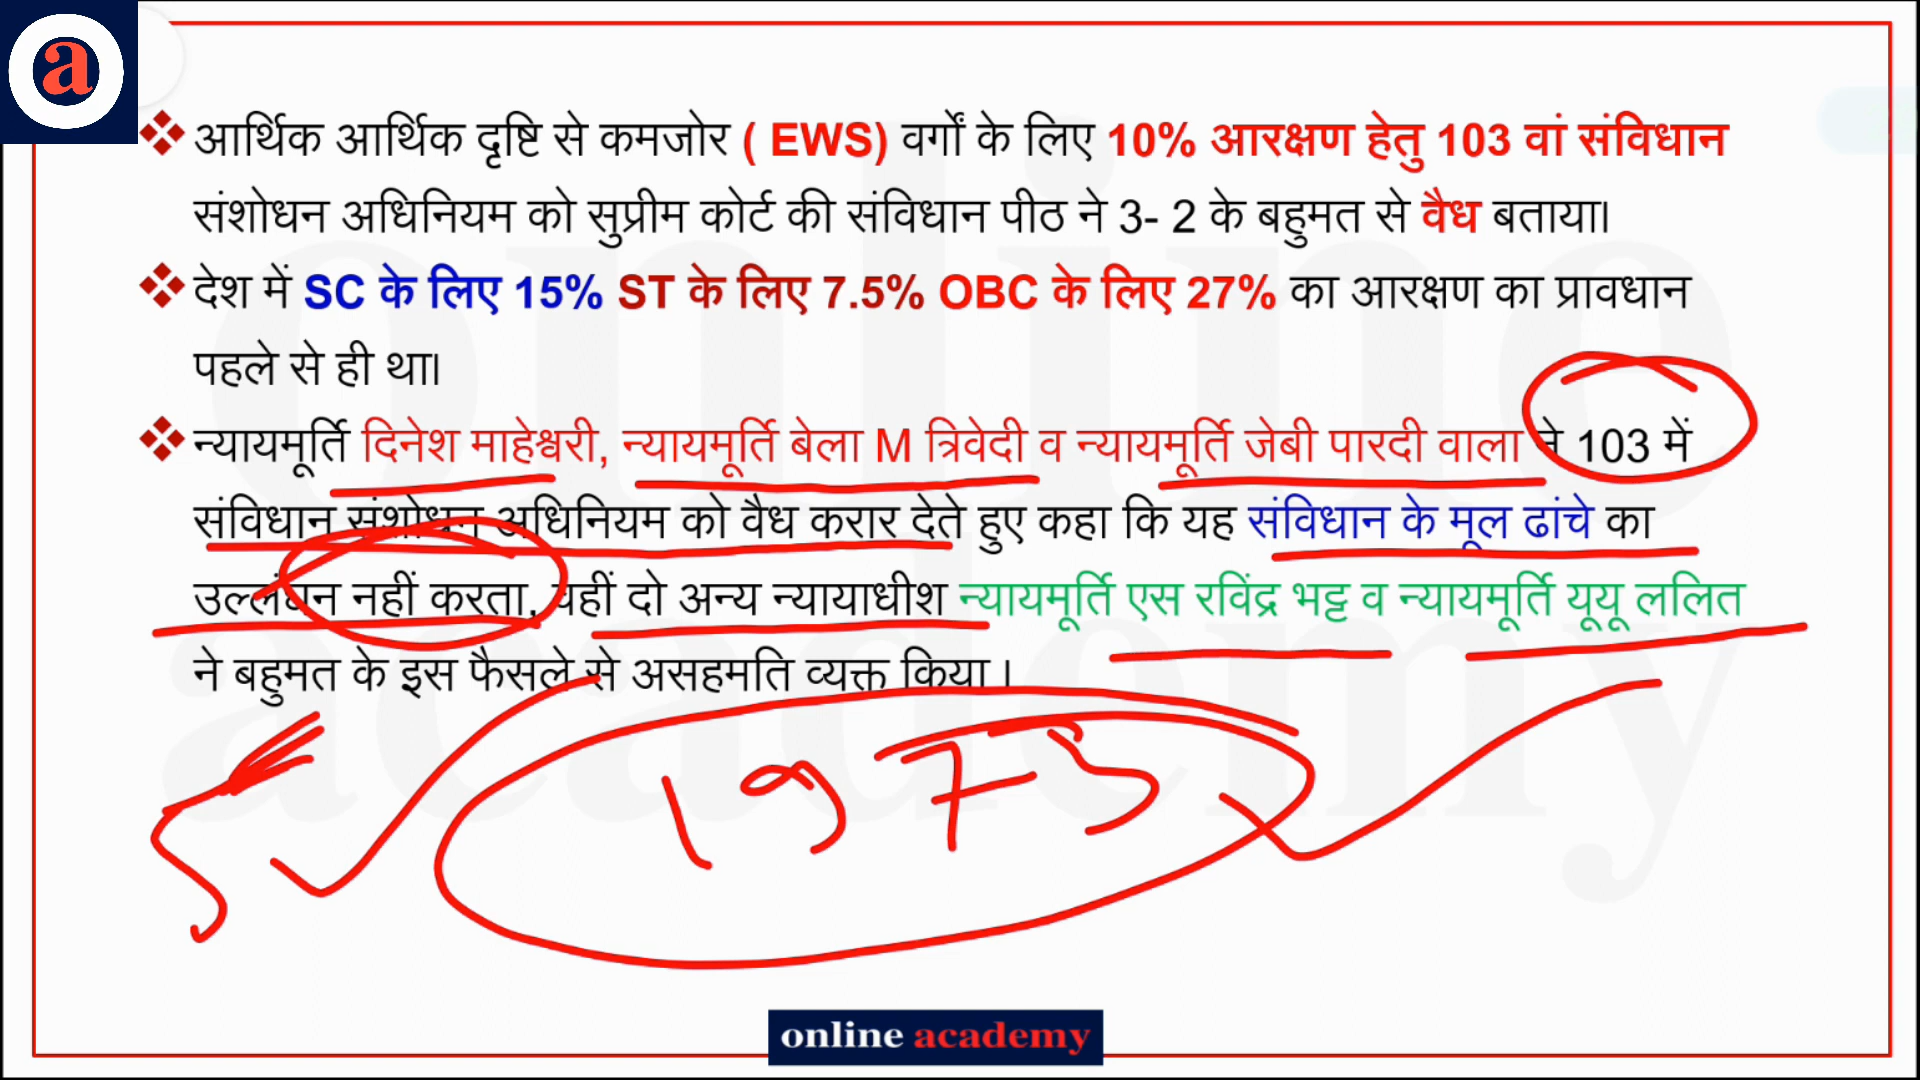 a
आर्थिक आर्थिक दृष्टि से कमजोर ( EWS) वर्गों के लिए 10% आरक्षण हेतु 103 वां संविधान
संशोधन अधिनियम को सुप्रीम कोर्ट की संविधान पीठ ने 3- 2 के बहुमत से वैध बताया।
देश में SC के लिए 15% ST के लिए 7.5% OBC के लिए 27% का आरक्षण का प्रावधान
पहले से ही था।
न्यायमूर्ति दिनेश माहेश्वरी, न्यायमूर्ति बेला M त्रिवेदी व न्यायमूर्ति जेबी पारदी वाला ने 103 में
संविधान संशोधन अधिनियम को वैध करार देते हुए कहा कि यह संविधान के मूल ढांचे का
उल्लंघन नहीं करता, वहीं दो अन्य न्यायाधीश न्यायमूर्ति एस रविंद्र भट्ट व न्यायमूर्ति यूयू ललित
ने बहुमत के इस फैसले से असहमति व्यक्त किया ।
1973
online academy
online academy